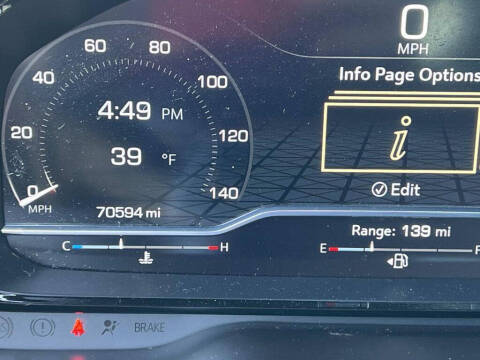 0
MPH
60 80
40 100
4:49 PM
20 120
39 °F
0 140
MPH
70594 mi
C H
Info Page Options
i
Edit
Range: 139 mi
E F
BRAKE